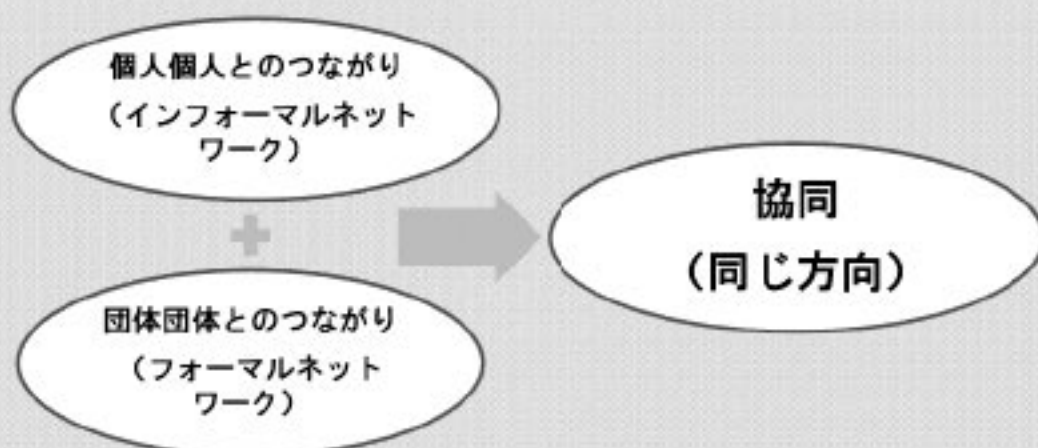 個人個人とのつながり
（インフォーマルネット
ワーク）
団体団体とのつながり
（フォーマルネット
ワーク）
協同
（同じ方向）